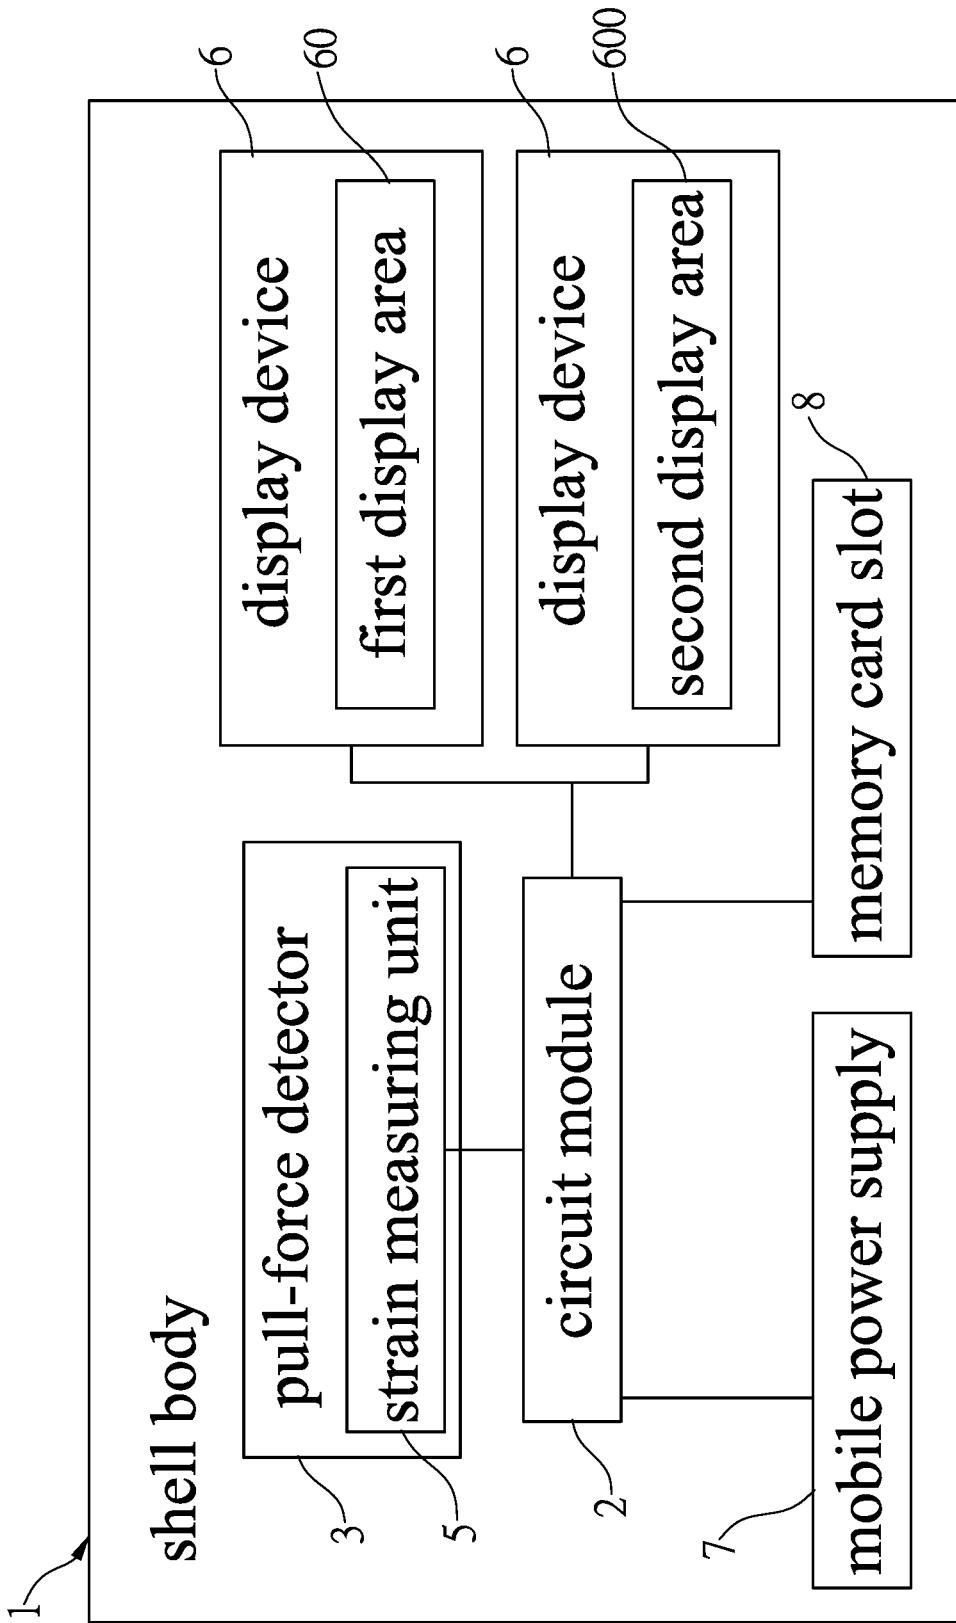 1
shell body
3
pull-force detector
5
strain measuring unit
6
display device
60
first display area
2
circuit module
6
display device
600
second display area
7
mobile power supply
8
memory card slot